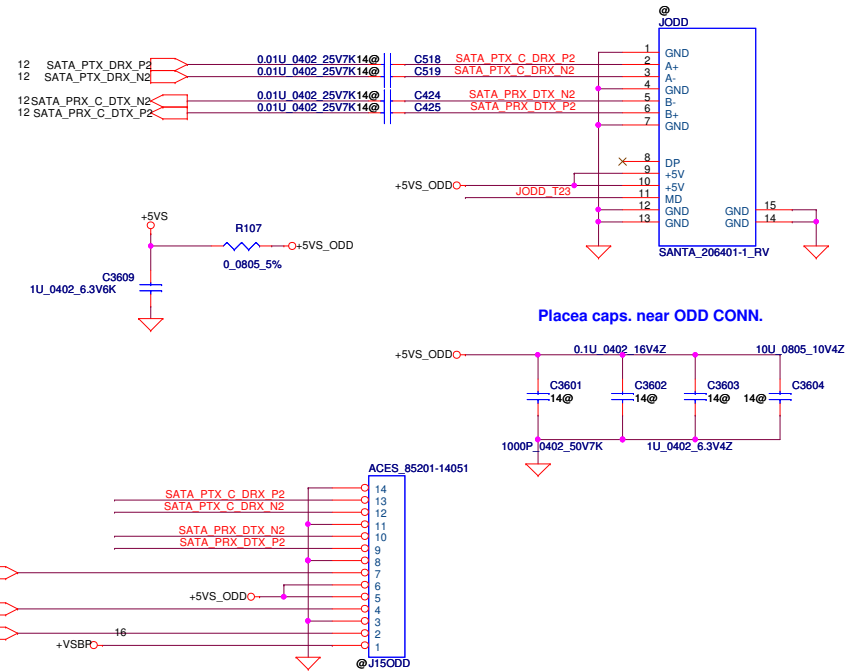 @
JODD
12 SATA_PTX_DRX_P2 0.01U_0402_25V7K14@ C518 SATA_PTX_C_DRX_P2
12 SATA_PTX_DRX_N2 0.01U_0402_25V7K14@ C519 SATA_PTX_C_DRX_N2
12 SATA_PRX_C_DTX_N2 0.01U_0402_25V7K14@ C424 SATA_PRX_DTX_N2
12 SATA_PRX_C_DTX_P2 0.01U_0402_25V7K14@ C425 SATA_PRX_DTX_P2
1 GND
2 A+
3 A-
4 GND
5 B-
6 B+
7 GND
8 DP
9 +5V
+5VS_ODD 10 +5V
JODD_T23 11 MD
12 GND GND 15
13 GND GND 14
SANTA_206401-1_RV
+5VS
R107
+5VS_ODD
0_0805_5%
C3609
1U_0402_6.3V6K
Placea caps. near ODD CONN.
+5VS_ODD 0.1U_0402_16V4Z 10U_0805_10V4Z
C3601 C3602 C3603 C3604
14@ 14@ 14@ 14@
1000P_0402_50V7K 1U_0402_6.3V4Z
ACES_85201-14051
14
SATA_PTX_C_DRX_P2 13
SATA_PTX_C_DRX_N2 12
11
SATA_PRX_DTX_N2 10
SATA_PRX_DTX_P2 9
8
7
6
+5VS_ODD 5
4
3
16 2
+VSBP 1
@ J15ODD